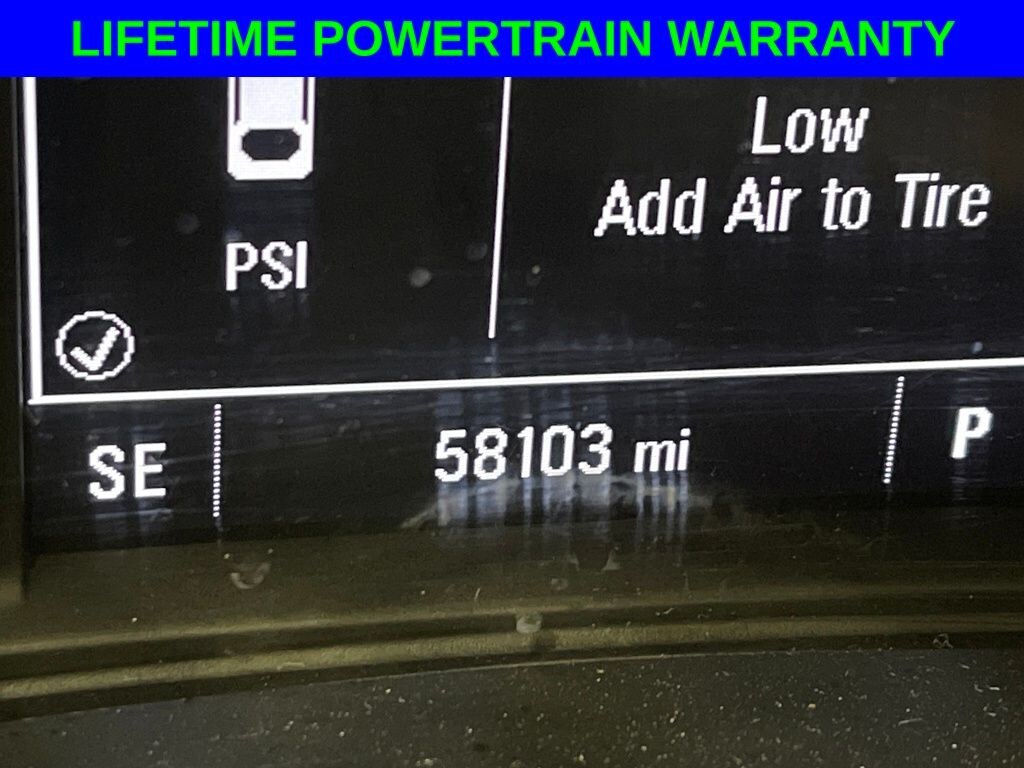 LIFETIME POWERTRAIN WARRANTY
Low
Add Air to Tire
PSI
SE
58103 mi
P